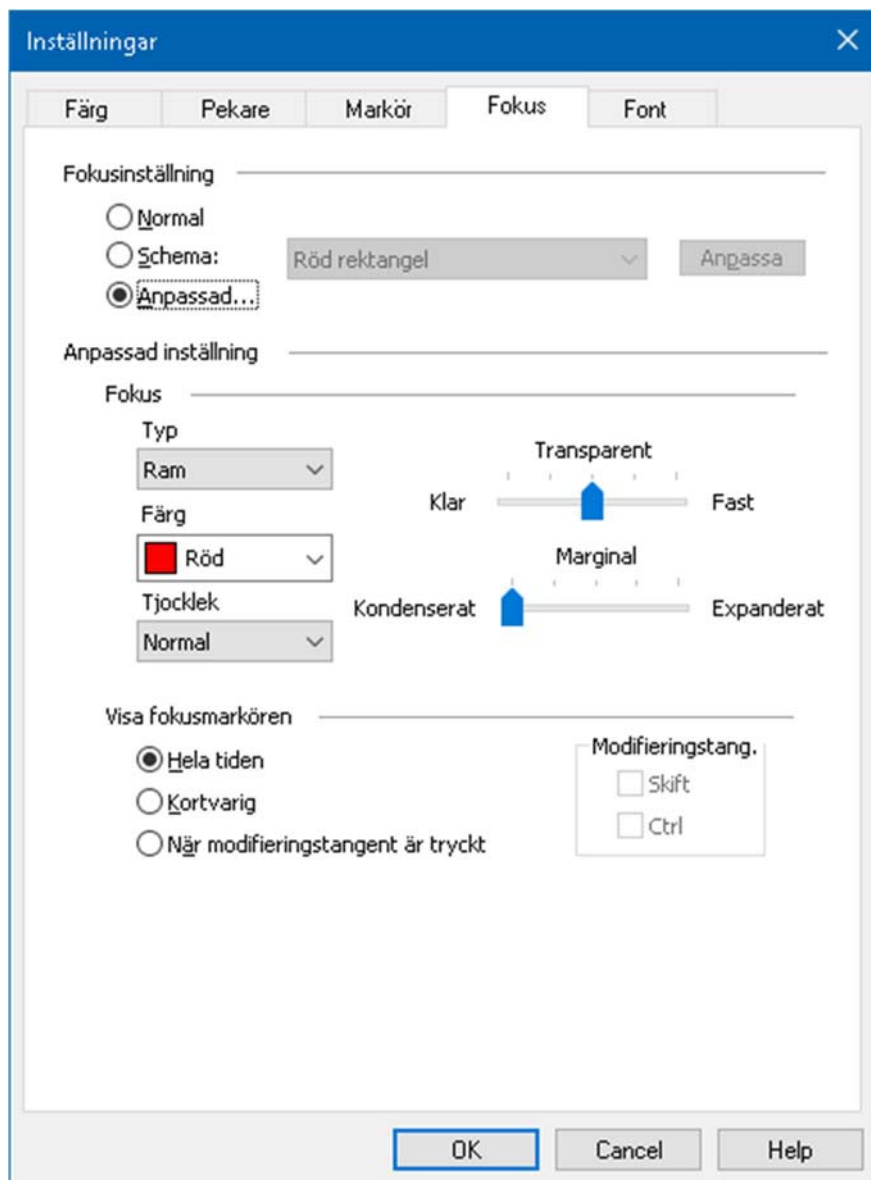 Inställningar
Färg Pekare Markör Fokus Font
Fokusinställning
Normal
Schema: Röd rektangel Anpassa
Anpassad...
Anpassad inställning
Fokus
Typ
Ram
Transparent
Klar Fast
Färg
Röd
Marginal
Kondenserat Expanderat
Tjocklek
Normal
Visa fokusmarkören
Hela tiden
Kortvarig
När modifieringstangent är tryckt
Modifieringstang.
Skift
Ctrl
OK Cancel Help